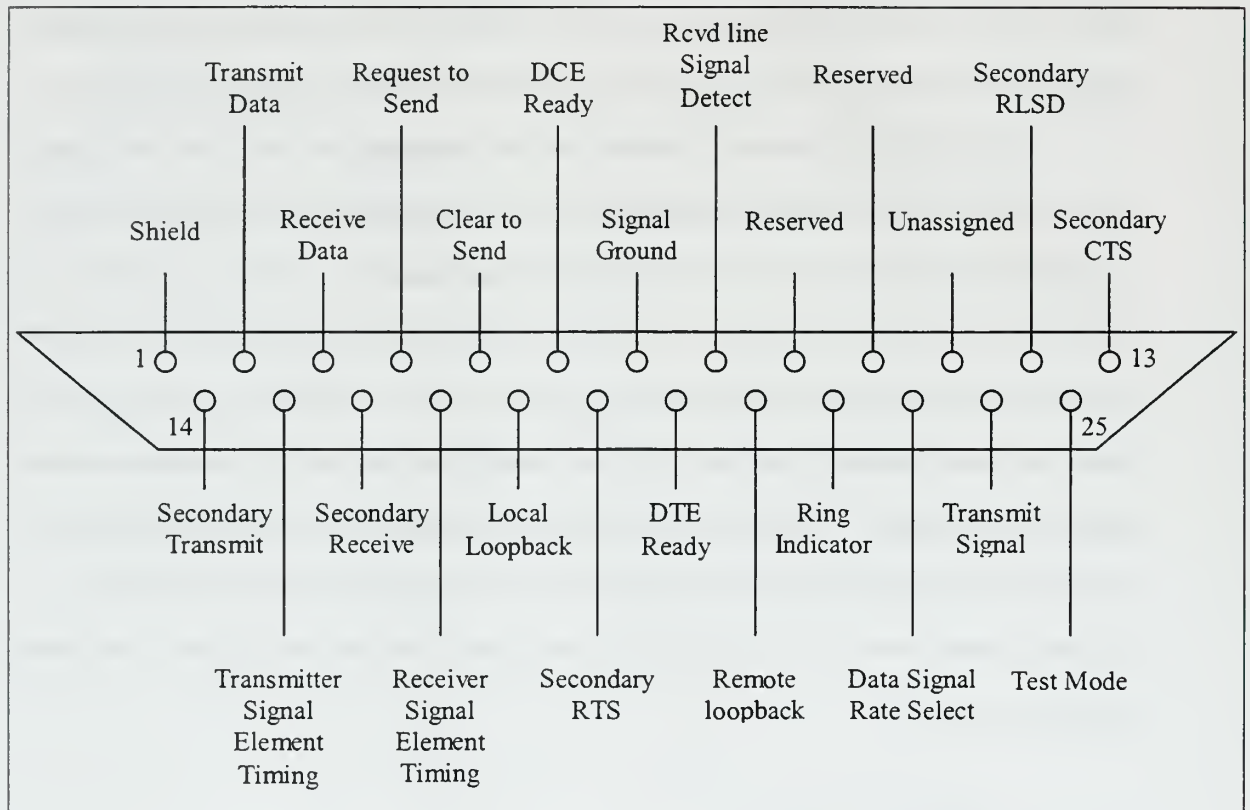 Rcvd line
Signal
Detect
Transmit
Data
Request to
Send
DCE
Ready
Reserved
Secondary
RLSD
Shield
Receive
Data
Clear to
Send
Signal
Ground
Reserved
Unassigned
Secondary
CTS
1
13
14
25
Secondary
Transmit
Secondary
Receive
Local
Loopback
DTE
Ready
Ring
Indicator
Transmit
Signal
Transmitter
Signal
Element
Timing
Receiver
Signal
Element
Timing
Secondary
RTS
Remote
loopback
Data Signal
Rate Select
Test Mode